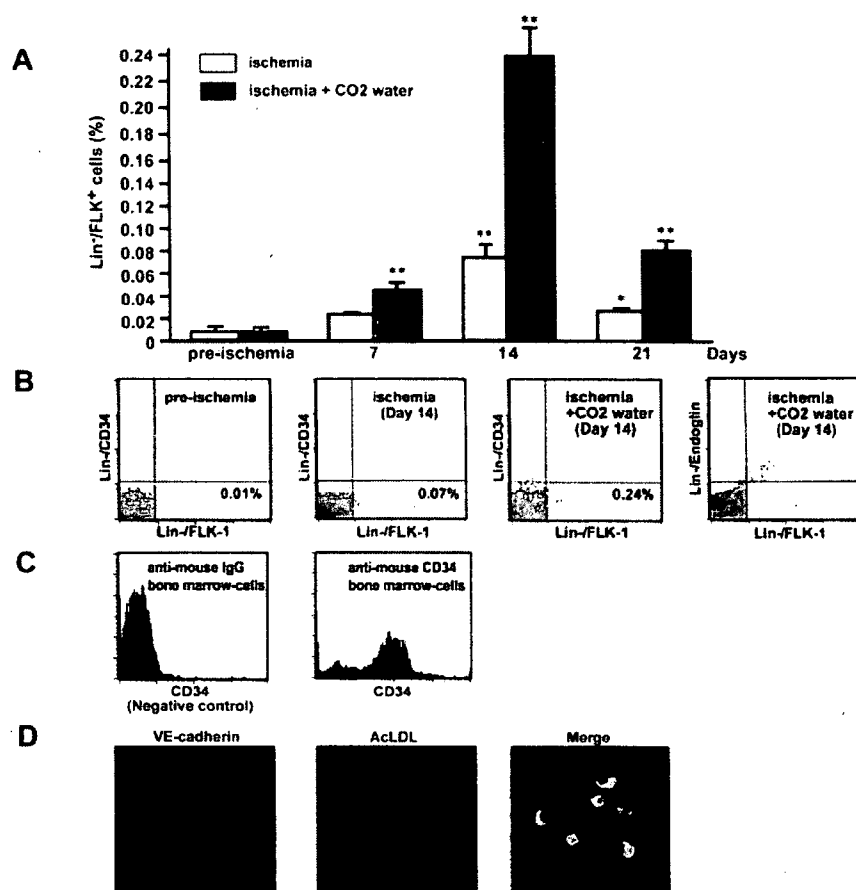 A
ischemia
ischemia + CO2 water
Lin-/FLK+ cells (%)
0.24
0.22
0.20
0.18
0.16
0.14
0.12
0.10
0.08
0.06
0.04
0.02
0
**
**
**
*
**
pre-ischemia 7 14 21 Days
B
Lin-/CD34
pre-ischemia
0.01%
Lin-/FLK-1
Lin-/CD34
ischemia
(Day 14)
0.07%
Lin-/FLK-1
Lin-/CD34
ischemia
+CO2 water
(Day 14)
0.24%
Lin-/FLK-1
Lin-/Endoglin
ischemia
+CO2 water
(Day 14)
Lin-/FLK-1
C
anti-mouse IgG
bone marrow-cells
CD34
(Negative control)
anti-mouse CD34
bone marrow-cells
CD34
D
VE-cadherin
AcLDL
Merge